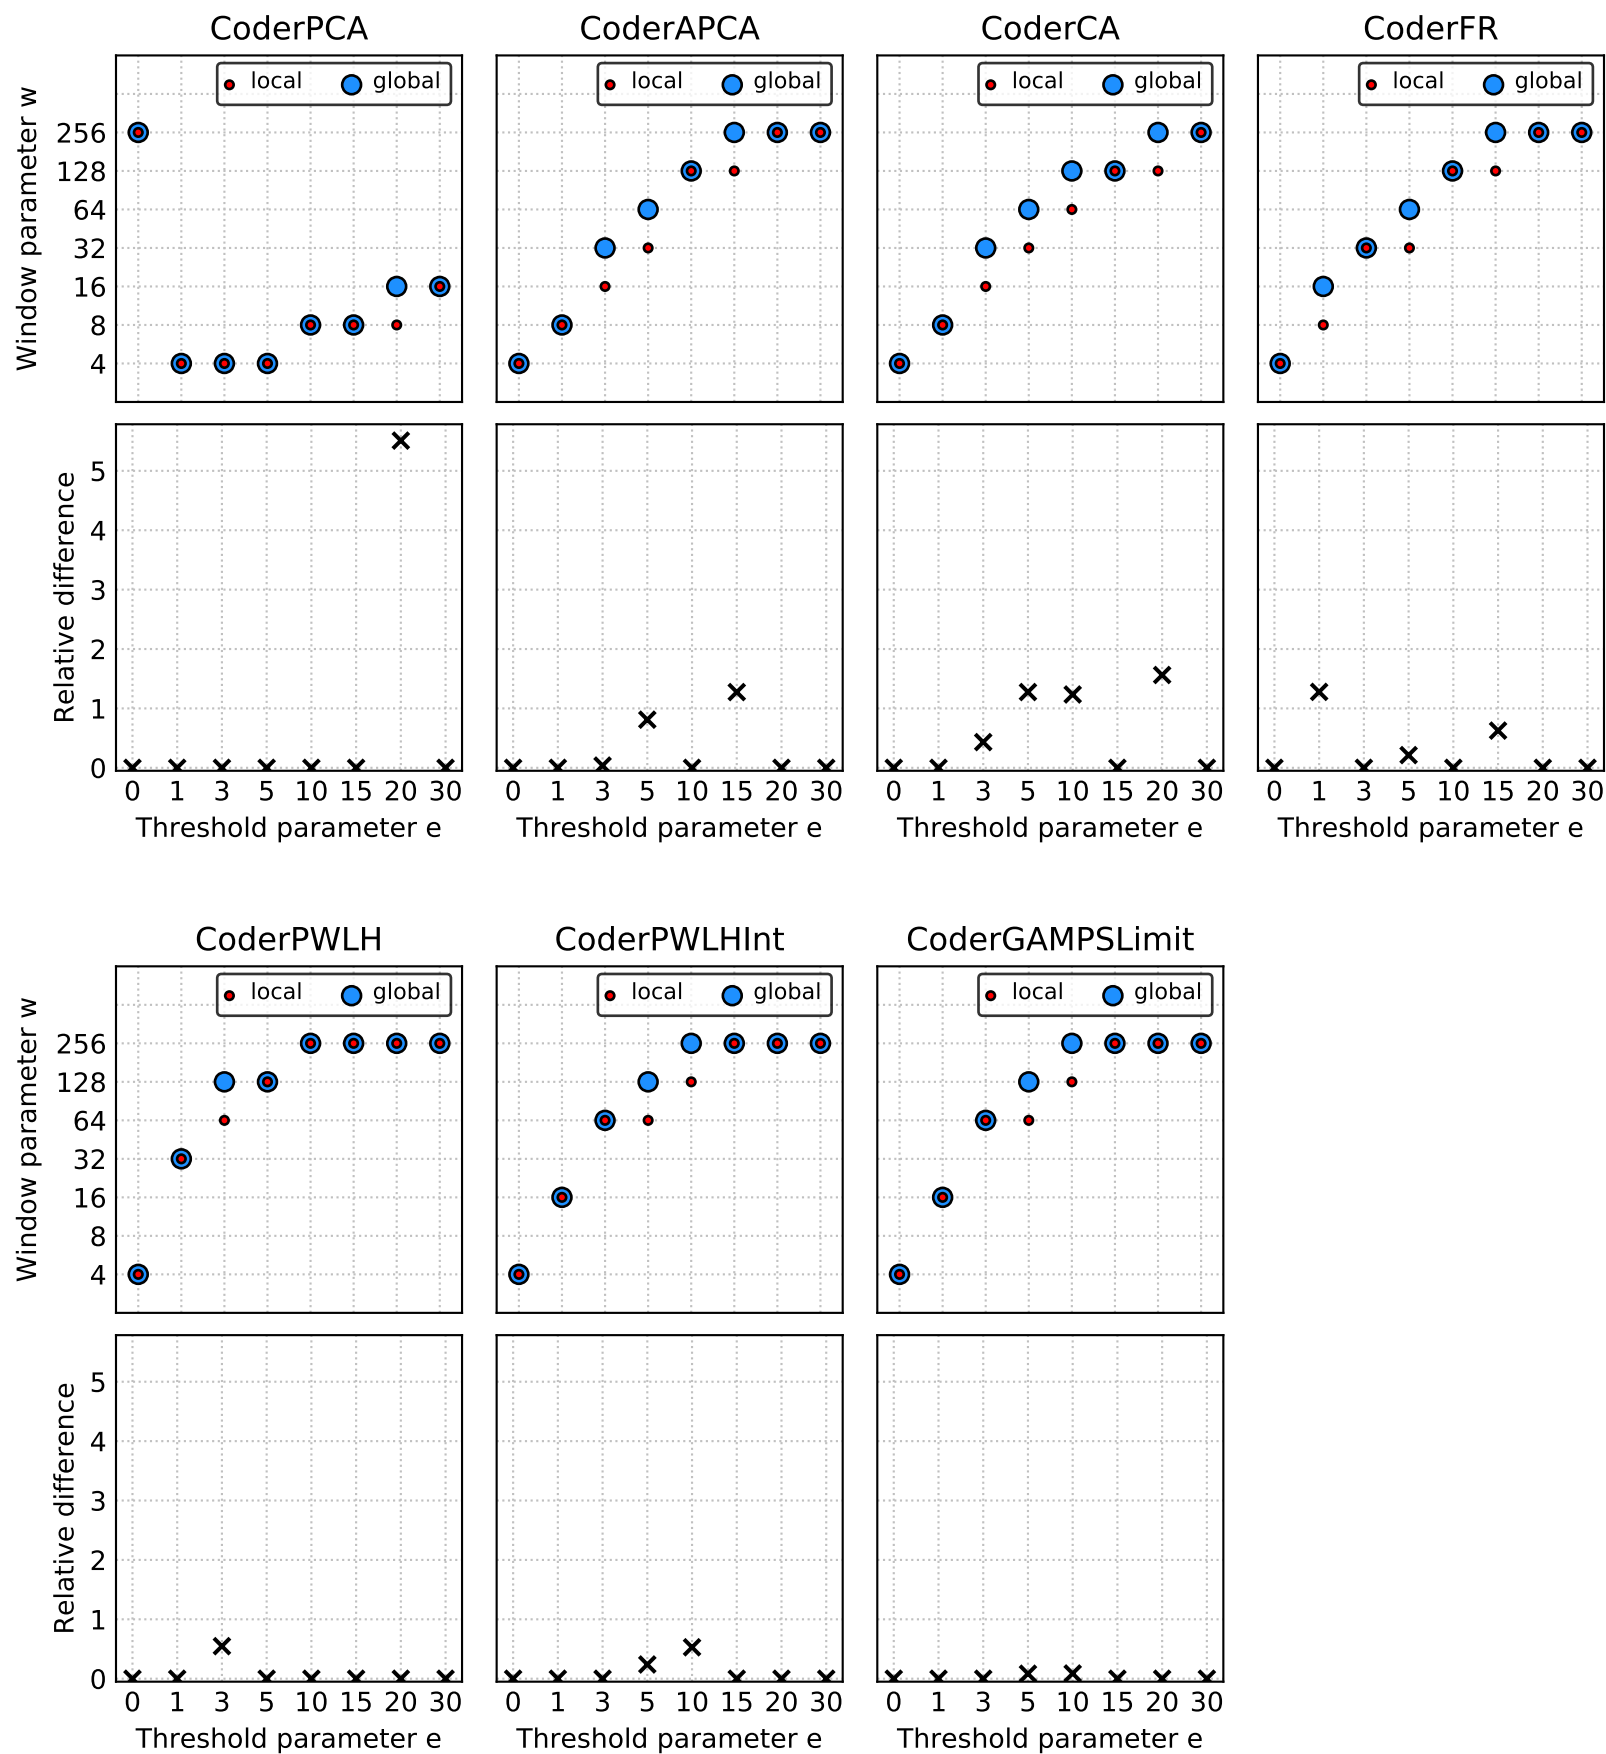 CoderPCA CoderAPCA CoderCA CoderFR
local global local global local global local global
Window parameter w
256
128
64
32
16
8
4
Relative difference
5
4
3
2
1
0
0 1 3 5 10 15 20 30 0 1 3 5 10 15 20 30 0 1 3 5 10 15 20 30 0 1 3 5 10 15 20 30
Threshold parameter e Threshold parameter e Threshold parameter e Threshold parameter e
CoderPWLH CoderPWLHInt CoderGAMPSLimit
local global local global local global
Window parameter w
256
128
64
32
16
8
4
Relative difference
5
4
3
2
1
0
0 1 3 5 10 15 20 30 0 1 3 5 10 15 20 30 0 1 3 5 10 15 20 30
Threshold parameter e Threshold parameter e Threshold parameter e